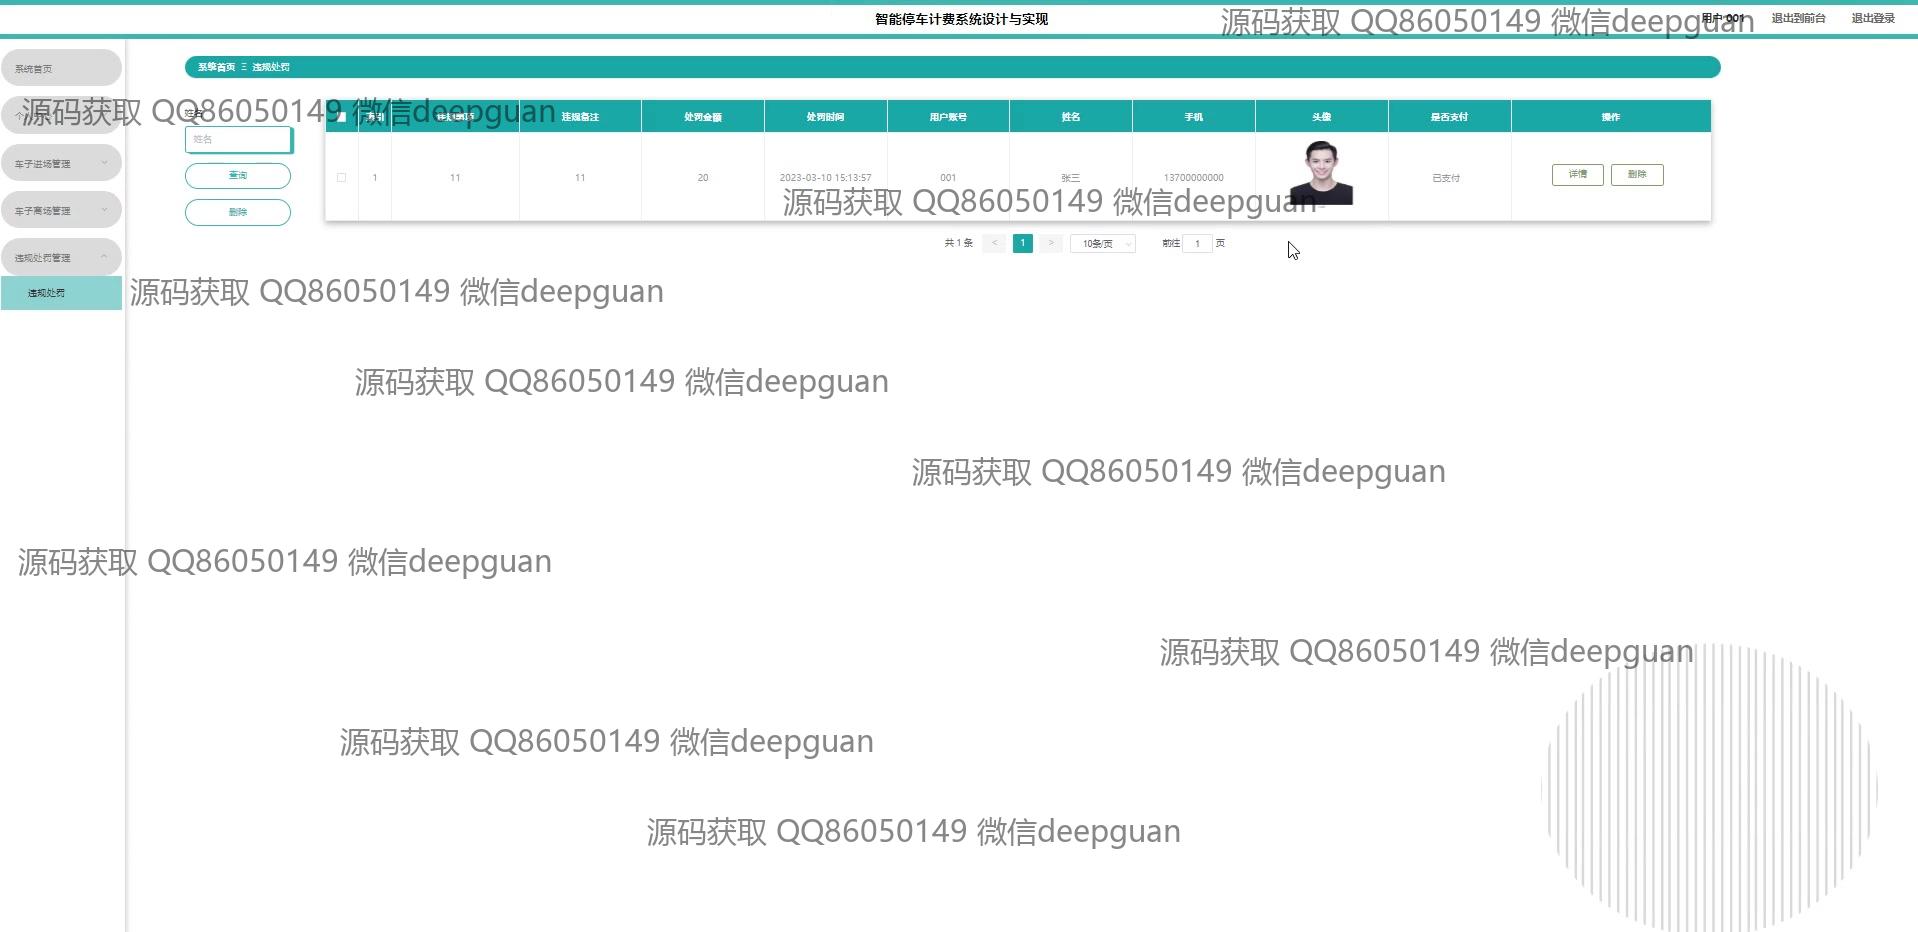 智能停车计费系统设计与实现
源码获取 QQ86050149 微信deepguan
用户 001
退出到前台
退出登录
系统首页
系统首页 Ξ 违规处罚
源码获取 QQ86050149 微信deepguan
姓名
违规备注
处罚金额
处罚时间
用户账号
姓名
手机
头像
是否支付
操作
姓名
车子进场管理
查询
1
11
11
20
2023-03-10 15:13:57
001
张三
13700000000
已支付
详情
删除
源码获取 QQ86050149 微信deepguan
车子离场管理
删除
共 1 条
<
1
>
10条/页
前往
1
页
违规处罚管理
违规处罚
源码获取 QQ86050149 微信deepguan
源码获取 QQ86050149 微信deepguan
源码获取 QQ86050149 微信deepguan
源码获取 QQ86050149 微信deepguan
源码获取 QQ86050149 微信deepguan
源码获取 QQ86050149 微信deepguan
源码获取 QQ86050149 微信deepguan